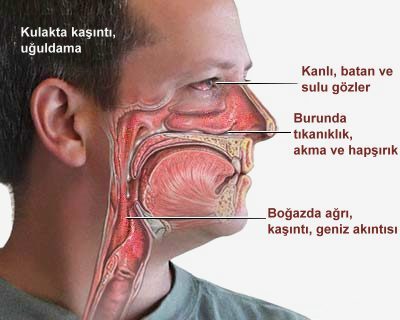 Kulakta kaşıntı,
uğuldama
Kanlı, batan ve
sulu gözler
Burunda
tıkanıklık,
akma ve hapşırık
Boğazda ağrı,
kaşıntı, geniz akıntısı